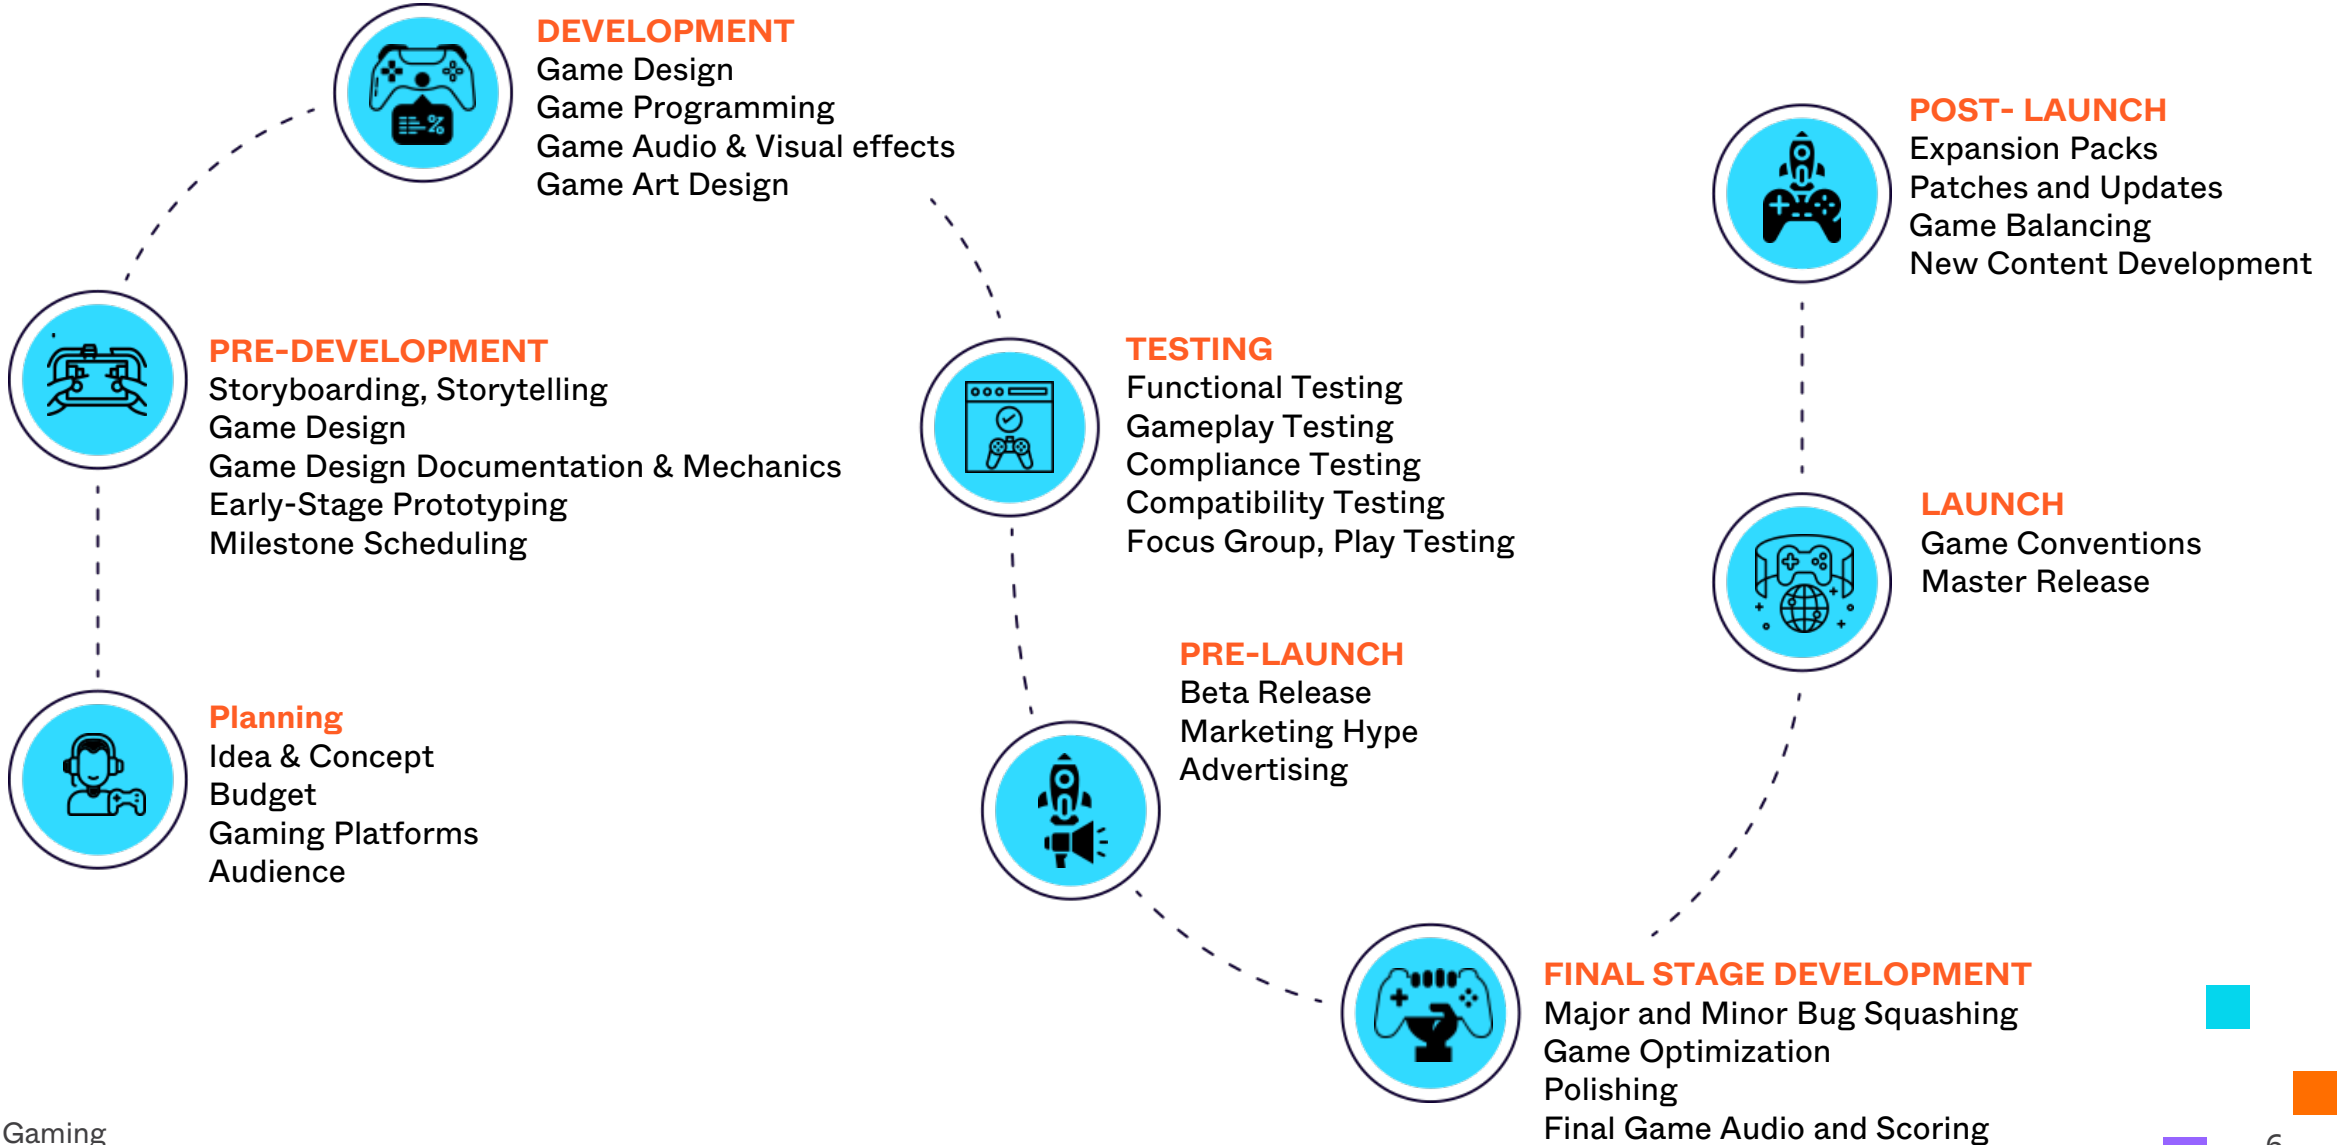 DEVELOPMENT
Game Design
Game Programming
Game Audio & Visual effects
Game Art Design
POST- LAUNCH
Expansion Packs
Patches and Updates
Game Balancing
New Content Development
PRE-DEVELOPMENT
Storyboarding, Storytelling
Game Design
Game Design Documentation & Mechanics
Early-Stage Prototyping
Milestone Scheduling
TESTING
Functional Testing
Gameplay Testing
Compliance Testing
Compatibility Testing
Focus Group, Play Testing
LAUNCH
Game Conventions
Master Release
PRE-LAUNCH
Beta Release
Marketing Hype
Advertising
Planning
Idea & Concept
Budget
Gaming Platforms
Audience
FINAL STAGE DEVELOPMENT
Major and Minor Bug Squashing
Game Optimization
Polishing
Final Game Audio and Scoring
Gaming